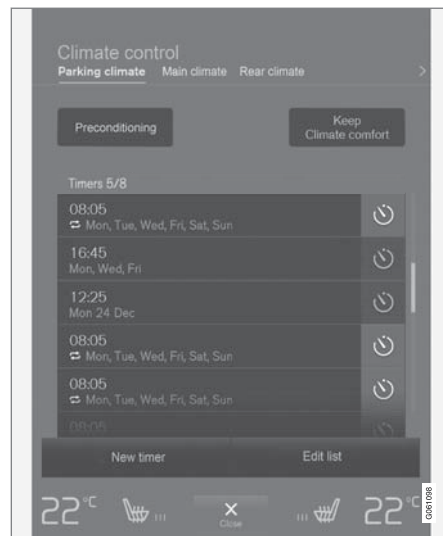 Climate control
Parking climate Main climate Rear climate
Preconditioning
Keep
Climate comfort
Timers 5/8
08:05
Mon, Tue, Wed, Fri, Sat, Sun
16:45
Mon, Wed, Fri
12:25
Mon 24 Dec
08:05
Mon, Tue, Wed, Fri, Sat, Sun
08:05
Mon, Tue, Wed, Fri, Sat, Sun
08:05
New timer Edit list
22°C 22°C
Close
G061098